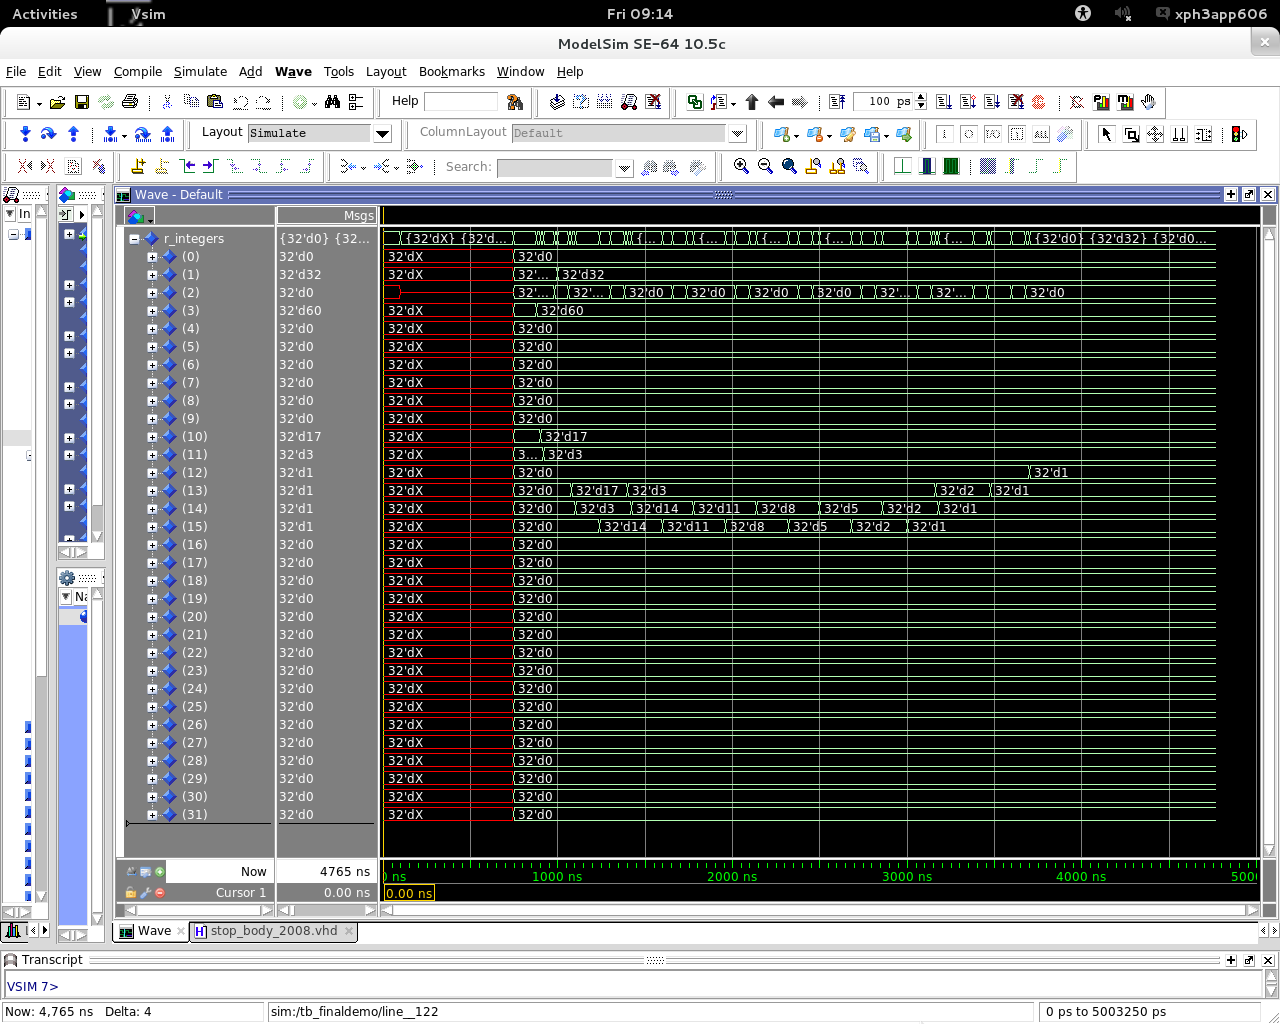 Activities Vsim Fri 09:14 xph3app606
ModelSim SE-64 10.5c
File Edit View Compile Simulate Add Wave Tools Layout Bookmarks Window Help
Help 100 ps
Layout Simulate ColumnLayout Default ALL
Search:
In Wave - Default
Msgs
r_integers {32'd0} {32'... {32'dX} {32'd... {... {... {... {... {... {32'd0} {32'd32} {32'd0...
(0) 32'd0 32'dX 32'd0
(1) 32'd32 32'dX 32'... 32'd32
(2) 32'd0 32'... 32'... 32'd0 32'd0 32'd0 32'd0 32'... 32'... 32'd0
(3) 32'd60 32'dX 32'd60
(4) 32'd0 32'dX 32'd0
(5) 32'd0 32'dX 32'd0
(6) 32'd0 32'dX 32'd0
(7) 32'd0 32'dX 32'd0
(8) 32'd0 32'dX 32'd0
(9) 32'd0 32'dX 32'd0
(10) 32'd17 32'dX 32'd17
(11) 32'd3 32'dX 3... 32'd3
(12) 32'd1 32'dX 32'd0 32'd1
(13) 32'd1 32'dX 32'd0 32'd17 32'd3 32'd2 32'd1
(14) 32'd1 32'dX 32'd0 32'd3 32'd14 32'd11 32'd8 32'd5 32'd2 32'd1
(15) 32'd1 32'dX 32'd0 32'd14 32'd11 32'd8 32'd5 32'd2 32'd1
(16) 32'd0 32'dX 32'd0
(17) 32'd0 32'dX 32'd0
(18) 32'd0 32'dX 32'd0
(19) 32'd0 32'dX 32'd0
(20) 32'd0 32'dX 32'd0
(21) 32'd0 32'dX 32'd0
(22) 32'd0 32'dX 32'd0
(23) 32'd0 32'dX 32'd0
(24) 32'd0 32'dX 32'd0
(25) 32'd0 32'dX 32'd0
(26) 32'd0 32'dX 32'd0
(27) 32'd0 32'dX 32'd0
(28) 32'd0 32'dX 32'd0
(29) 32'd0 32'dX 32'd0
(30) 32'd0 32'dX 32'd0
(31) 32'd0 32'dX 32'd0
Now 4765 ns ns 1000 ns 2000 ns 3000 ns 4000 ns
Cursor 1 0.00 ns 0.00 ns
Wave stop_body_2008.vhd
Transcript
VSIM 7>
Now: 4,765 ns Delta: 4 sim:/tb_finaldemo/line__122 0 ps to 5003250 ps